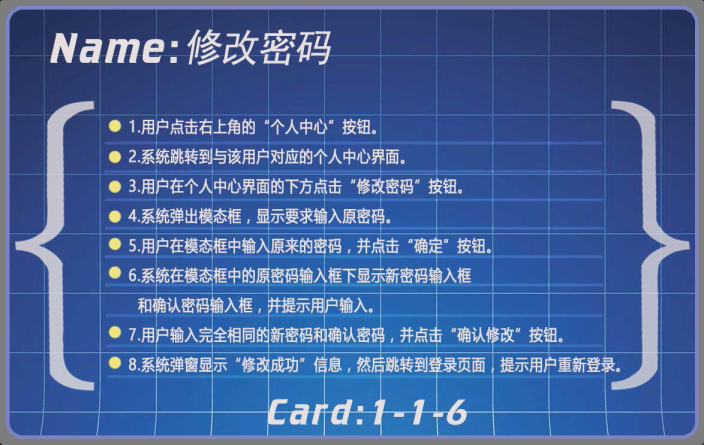 Name:修改密码
1.用户点击右上角的“个人中心”按钮。
2.系统跳转到与该用户对应的个人中心界面。
3.用户在个人中心界面的下方点击“修改密码”按钮。
4.系统弹出模态框，显示要求输入原密码。
5.用户在模态框中输入原来的密码，并点击“确定”按钮。
6.系统在模态框中的原密码输入框下显示新密码输入框
和确认密码输入框，并提示用户输入。
7.用户输入完全相同的新密码和确认密码，并点击“确认修改”按钮。
8.系统弹窗显示“修改成功”信息，然后跳转到登录页面，提示用户重新登录。
Card:1-1-6